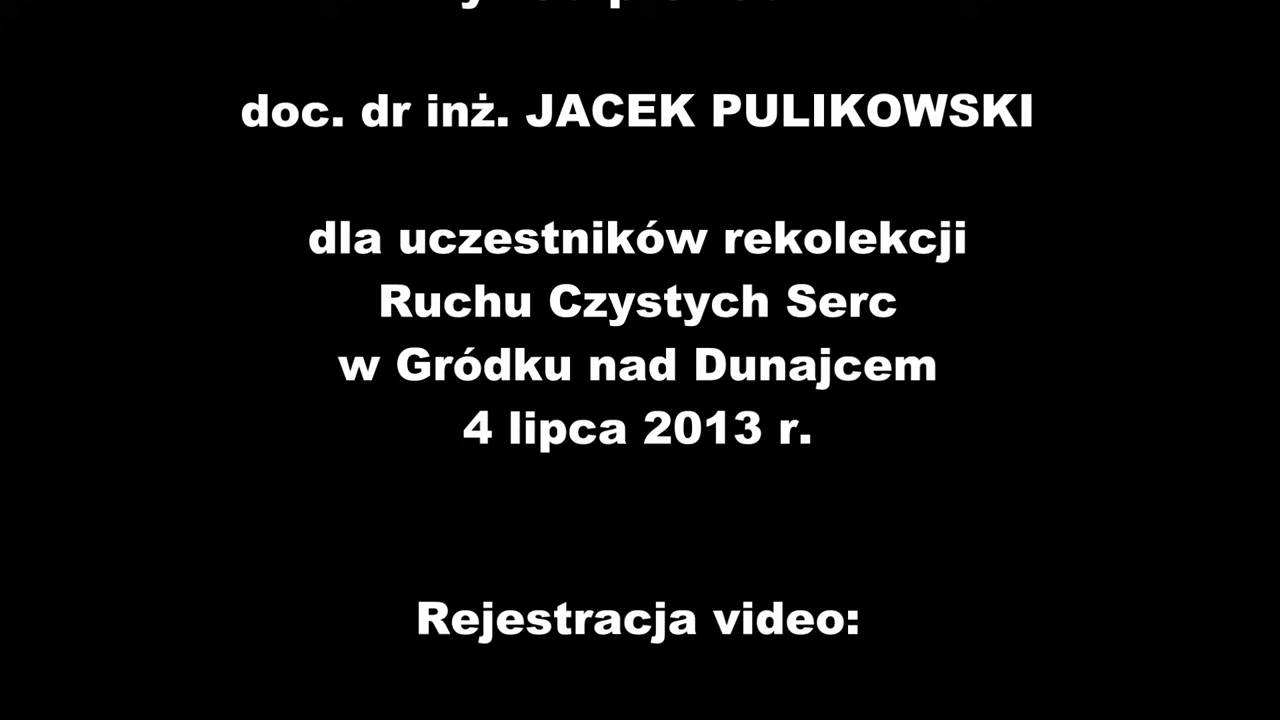 doc. dr inż. JACEK PULIKOWSKI
dla uczestników rekolekcji
Ruchu Czystych Serc
w Gródku nad Dunajcem
4 lipca 2013 r.
Rejestracja video: